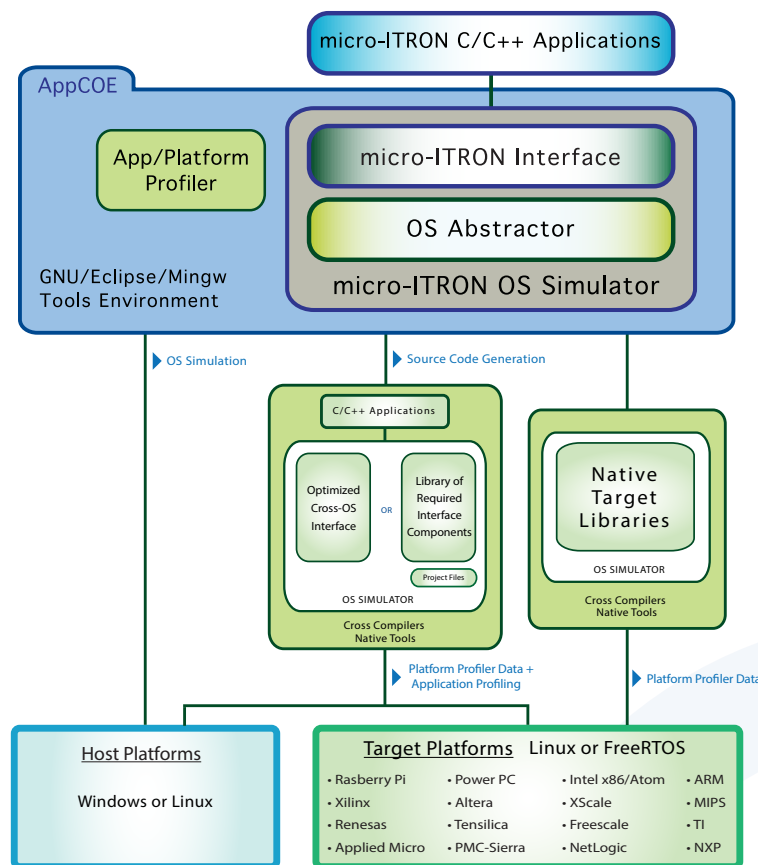 micro-ITRON C/C++ Applications
AppCOE
App/Platform
Profiler
micro-ITRON Interface
OS Abstractor
GNU/Eclipse/Mingw
Tools Environment
micro-ITRON OS Simulator
OS Simulation
Source Code Generation
C/C++ Applications
Optimized
Cross-OS
Interface
OR
Library of
Required
Interface
Components
Project Files
OS SIMULATOR
Cross Compilers
Native Tools
Native
Target
Libraries
OS SIMULATOR
Cross Compilers
Native Tools
Platform Profiler Data +
Application Profiling
Platform Profiler Data
Host Platforms
Windows or Linux
Target Platforms Linux or FreeRTOS
• Rasberry Pi
• Xilinx
• Renesas
• Applied Micro
• Power PC
• Altera
• Tensilica
• PMC-Sierra
• Intel x86/Atom
• XScale
• Freescale
• NetLogic
• ARM
• MIPS
• TI
• NXP